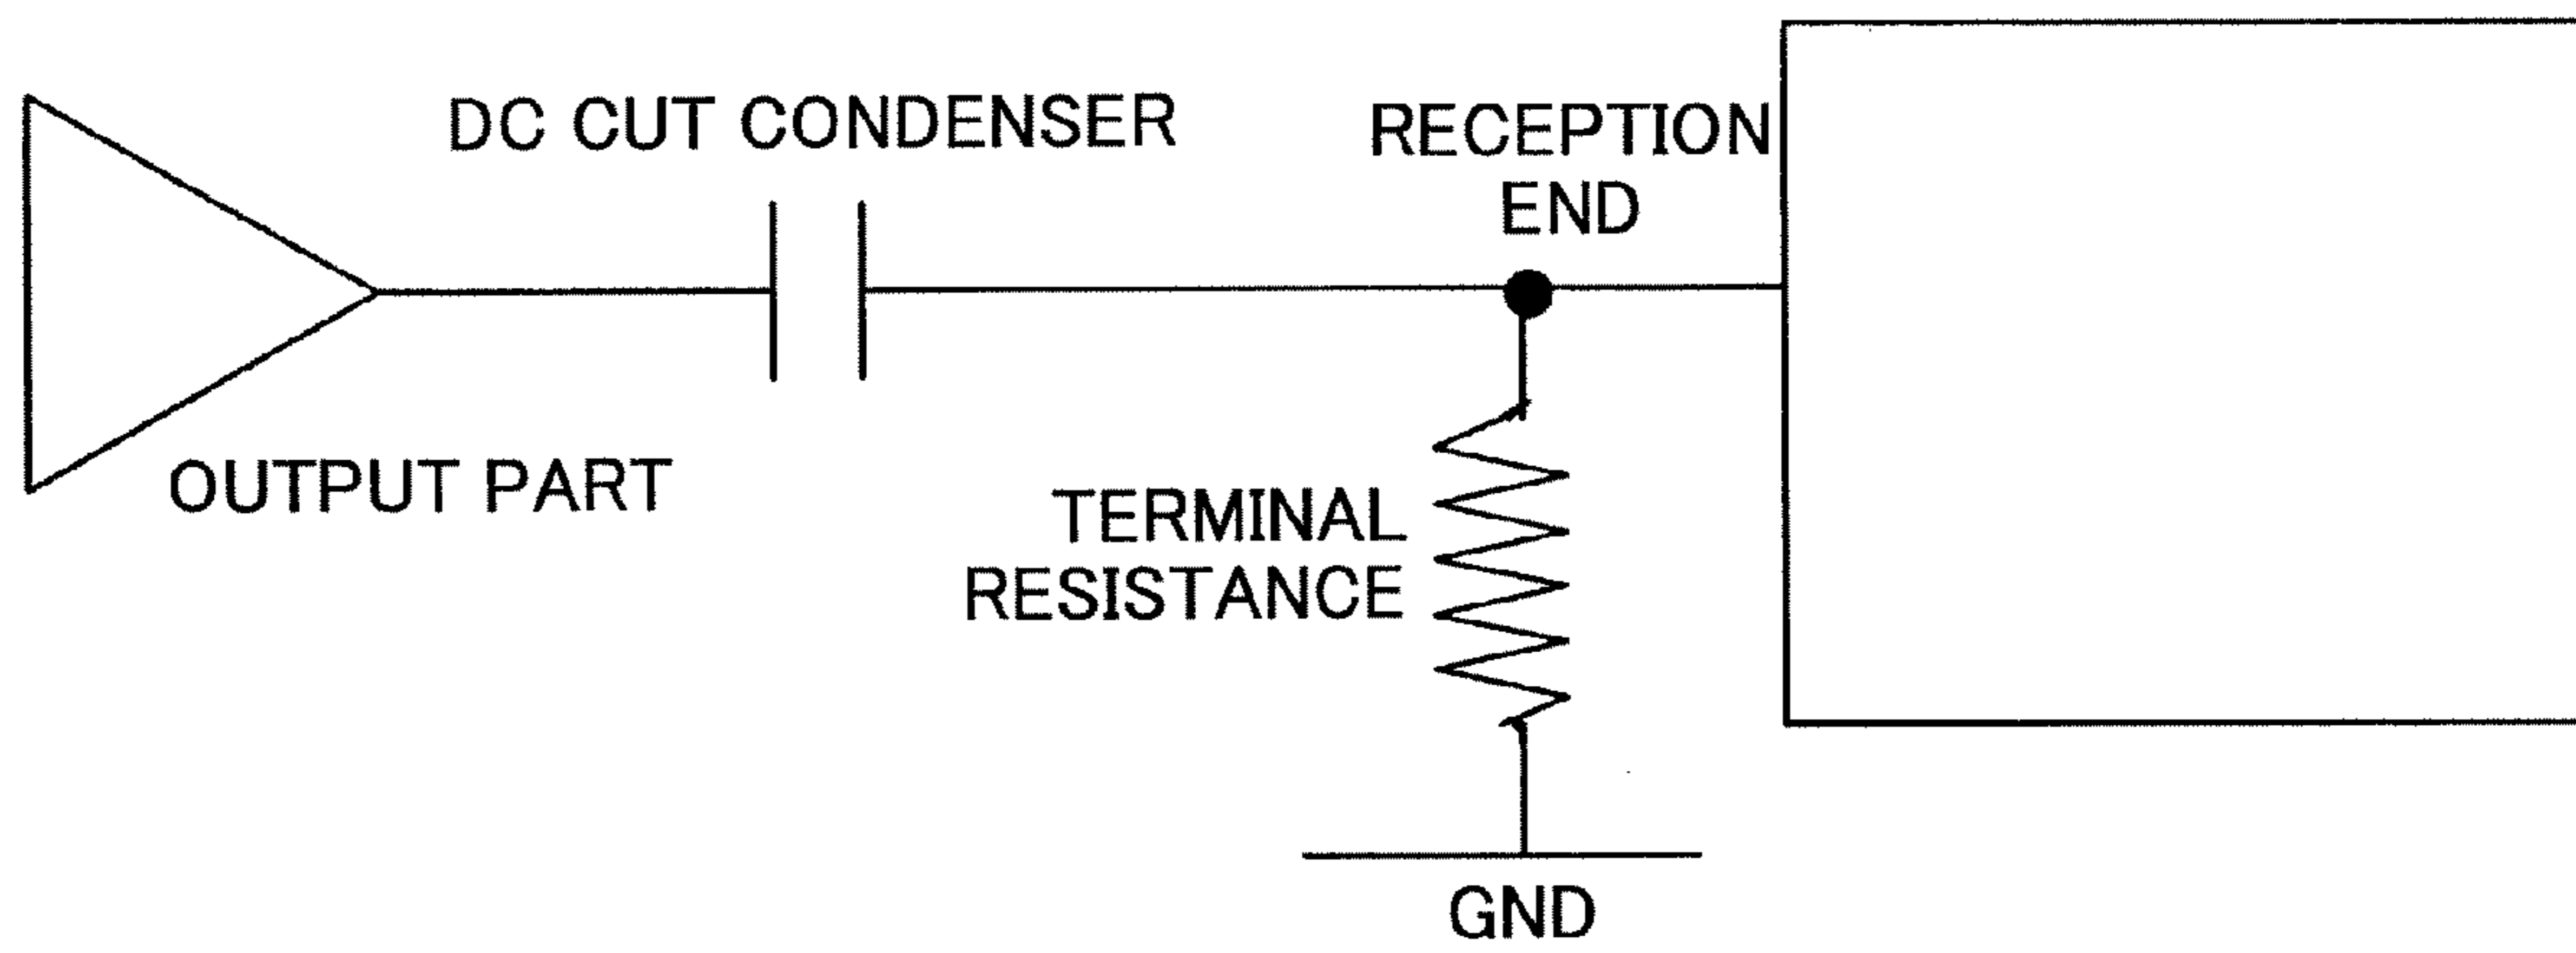 DC CUT CONDENSER
RECEPTION
END
OUTPUT PART
TERMINAL
RESISTANCE
GND